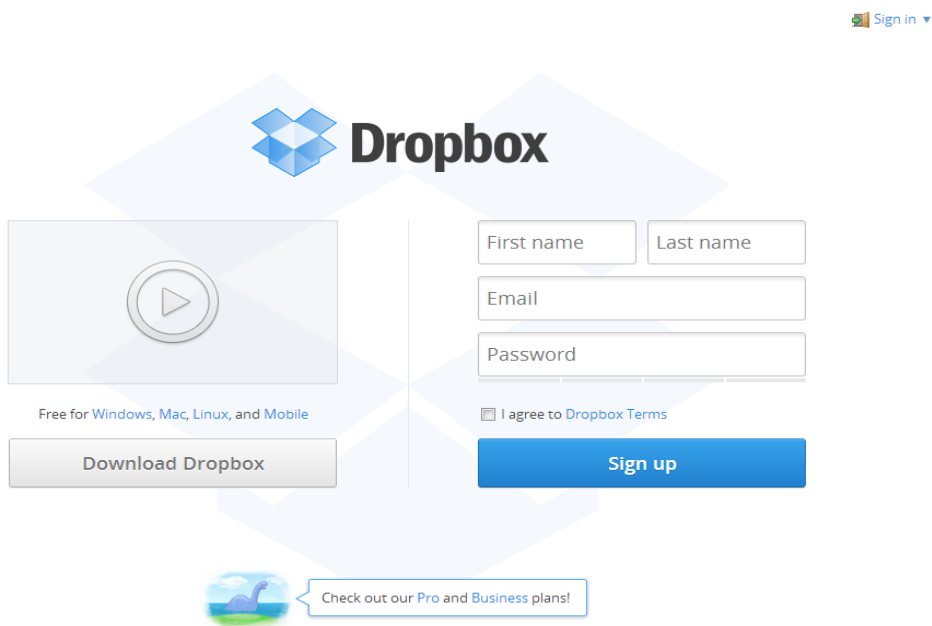 Sign in
Dropbox
First name
Last name
Email
Password
Free for Windows, Mac, Linux, and Mobile
I agree to Dropbox Terms
Download Dropbox
Sign up
Check out our Pro and Business plans!